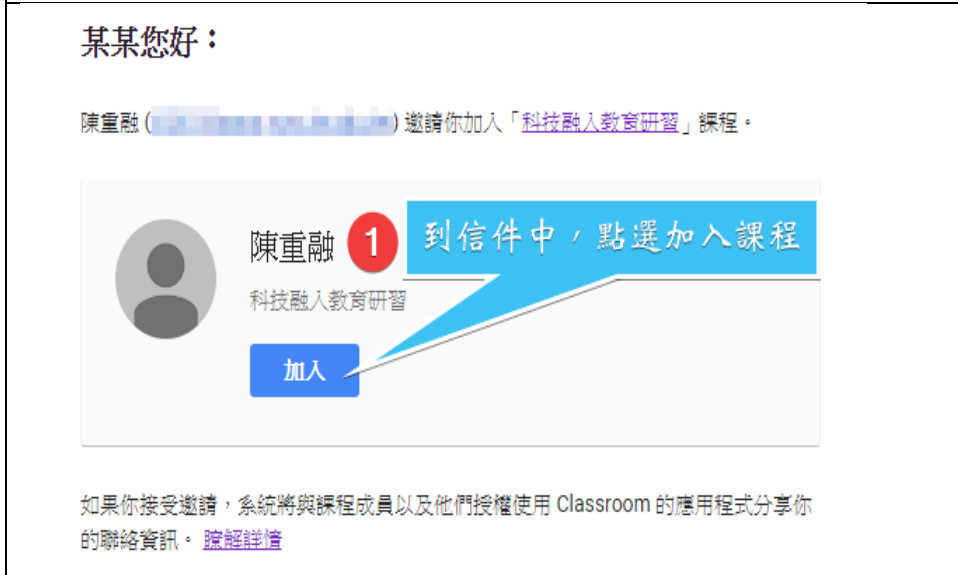 某某您好：
陳重融 ( ) 邀請你加入「科技融入教育研習」課程。
陳重融 1 到信件中，點選加入課程
科技融入教育研習
加入
如果你接受邀請，系統將與課程成員以及他們授權使用 Classroom 的應用程式分享你
的聯絡資訊。 瞭解詳情